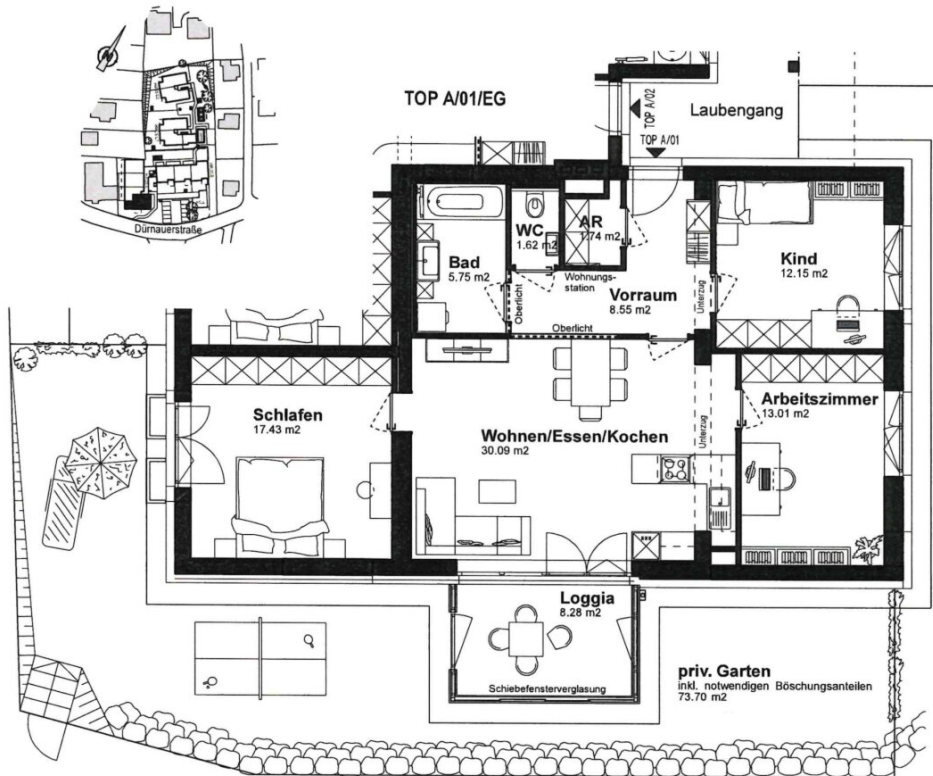 TOP A/01/EG
Laubengang
TOP A/02
TOP A/01
Dürnauerstraße
WC
1.62 m2
AR
1.74 m2
Bad
5.75 m2
Kind
12.15 m2
Wohnungs-
station
Vorraum
8.55 m2
Unterzug
Oberlicht
Oberlicht
Schlafen
17.43 m2
Wohnen/Essen/Kochen
30.09 m2
Unterzug
Arbeitszimmer
13.01 m2
Loggia
8.28 m2
Schiebefensterverglasung
priv. Garten
inkl. notwendigen Böschungsanteilen
73.70 m2